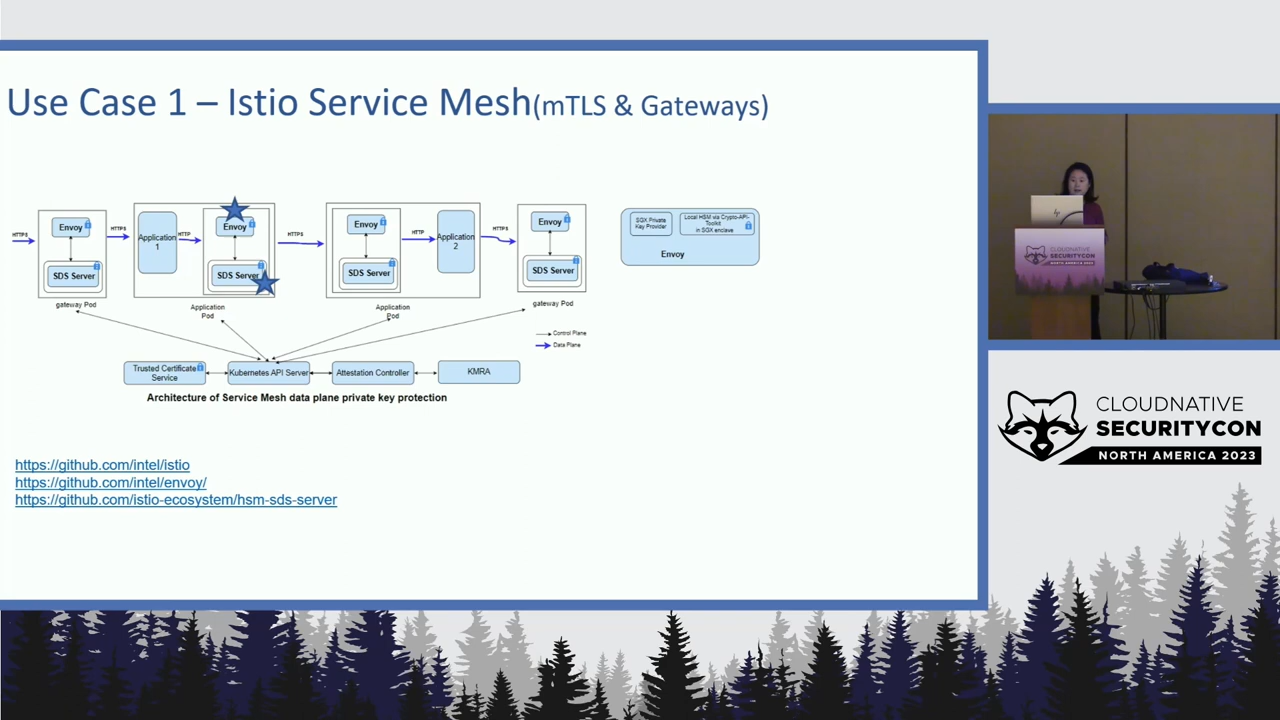 Use Case 1 – Istio Service Mesh(mTLS & Gateways)
HTTPS
Envoy
SDS Server
gateway Pod
HTTPS
Application
1
HTTP
Envoy
SDS Server
Application
Pod
HTTPS
Envoy
SDS Server
HTTP
Application
2
Application
Pod
HTTPS
Envoy
SDS Server
gateway Pod
SGX Private
Key Provider
Local HSM via Crypto-API-
Toolkit
in SGX enclave
Envoy
Control Plane
Data Plane
Trusted Certificate
Service
Kubernetes API Server
Attestation Controller
KMRA
Architecture of Service Mesh data plane private key protection
https://github.com/intel/istio
https://github.com/intel/envoy/
https://github.com/istio-ecosystem/hsm-sds-server
CLOUDNATIVE
SECURITYCON
CLOUDNATIVE
SECURITYCON
NORTH AMERICA 2023